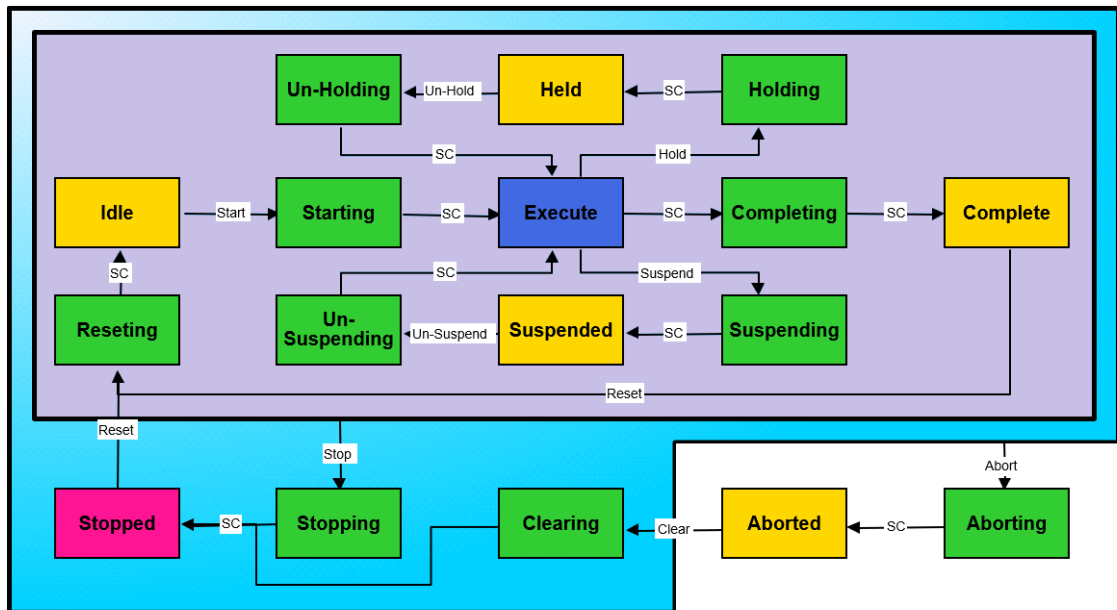 Un-Holding
Un-Hold
Held
SC
Holding
SC
Hold
Idle
Start
Starting
SC
Execute
SC
Completing
SC
Complete
SC
SC
Suspend
Reseting
Un-
Suspending
Un-Suspend
Suspended
SC
Suspending
Reset
Reset
Stop
Abort
Stopped
SC
Stopping
Clearing
Clear
Aborted
SC
Aborting